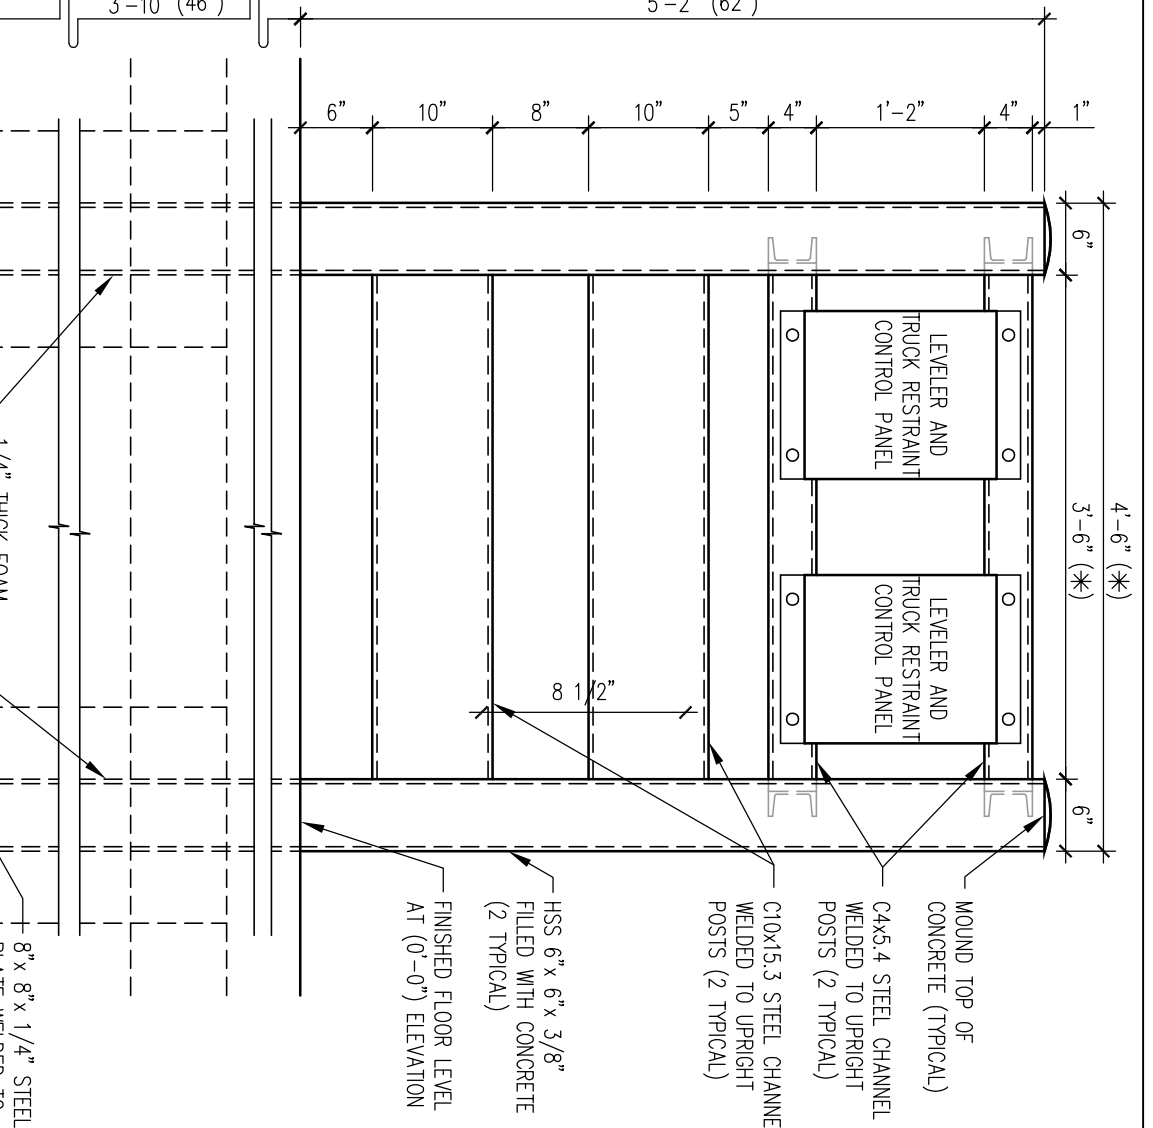 3'-10" (46")
5'-2" (62")
6"
10"
8"
10"
5"
4"
1'-2"
4"
1"
6"
3'-6" (*)
4'-6" (*)
6"
LEVELER AND
TRUCK RESTRAINT
CONTROL PANEL
LEVELER AND
TRUCK RESTRAINT
CONTROL PANEL
8 1/2"
MOUND TOP OF
CONCRETE (TYPICAL)
C4x5.4 STEEL CHANNEL
WELDED TO UPRIGHT
POSTS (2 TYPICAL)
C10x15.3 STEEL CHANNE
WELDED TO UPRIGHT
POSTS (2 TYPICAL)
HSS 6"x 6"x 3/8"
FILLED WITH CONCRETE
(2 TYPICAL)
FINISHED FLOOR LEVEL
AT (0'-0") ELEVATION
8"x 8"x 1/4" STEEL
PLATE WELDED TO
1/4" THICK FOAM